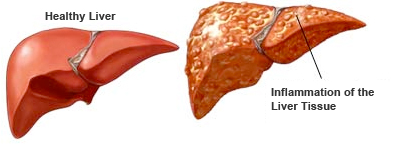 Healthy Liver
Inflammation of the
Liver Tissue